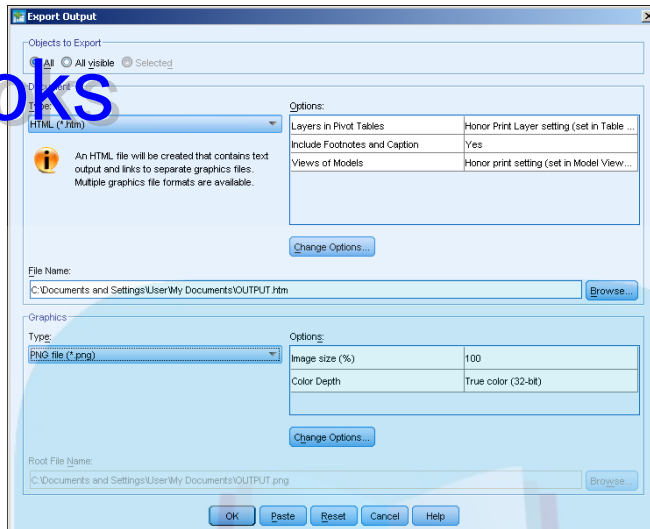 Export Output
Objects to Export
All All visible Selected
oks
Document
Type:
HTML (*.htm)
An HTML file will be created that contains text
output and links to separate graphics files.
Multiple graphics file formats are available.
Options:
Layers in Pivot Tables Honor Print Layer setting (set in Table ...
Include Footnotes and Caption Yes
Views of Models Honor print setting (set in Model View...
Change Options...
File Name:
C:\Documents and Settings\User\My Documents\OUTPUT.htm Browse...
Graphics
Type:
PNG file (*.png)
Options:
Image size (%) 100
Color Depth True color (32-bit)
Change Options...
Root File Name:
C:\Documents and Settings\User\My Documents\OUTPUT.png Browse...
OK Paste Reset Cancel Help